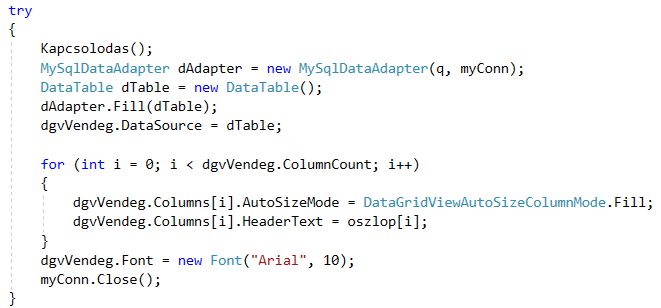 try
{
Kapcsolodas();
MySqlDataAdapter dAdapter = new MySqlDataAdapter(q, myConn);
DataTable dTable = new DataTable();
dAdapter.Fill(dTable);
dgvVendeg.DataSource = dTable;
for (int i = 0; i < dgvVendeg.ColumnCount; i++)
{
dgvVendeg.Columns[i].AutoSizeMode = DataGridViewAutoSizeColumnMode.Fill;
dgvVendeg.Columns[i].HeaderText = oszlop[i];
}
dgvVendeg.Font = new Font("Arial", 10);
myConn.Close();
}